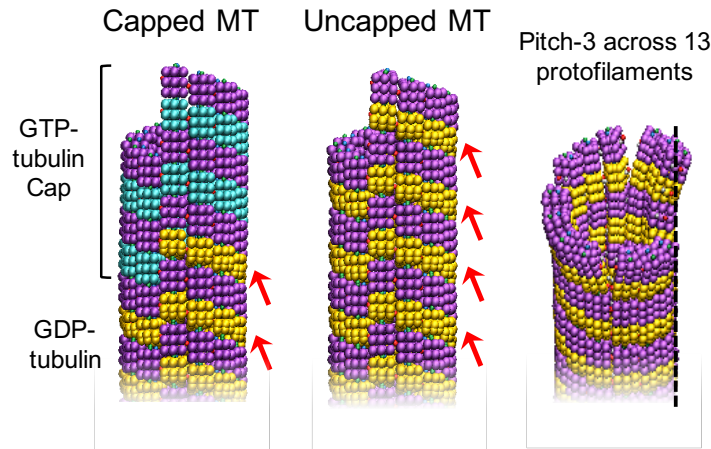 Capped MT
Uncapped MT
Pitch-3 across 13
protofilaments
GTP-
tubulin
Cap
GDP-
tubulin